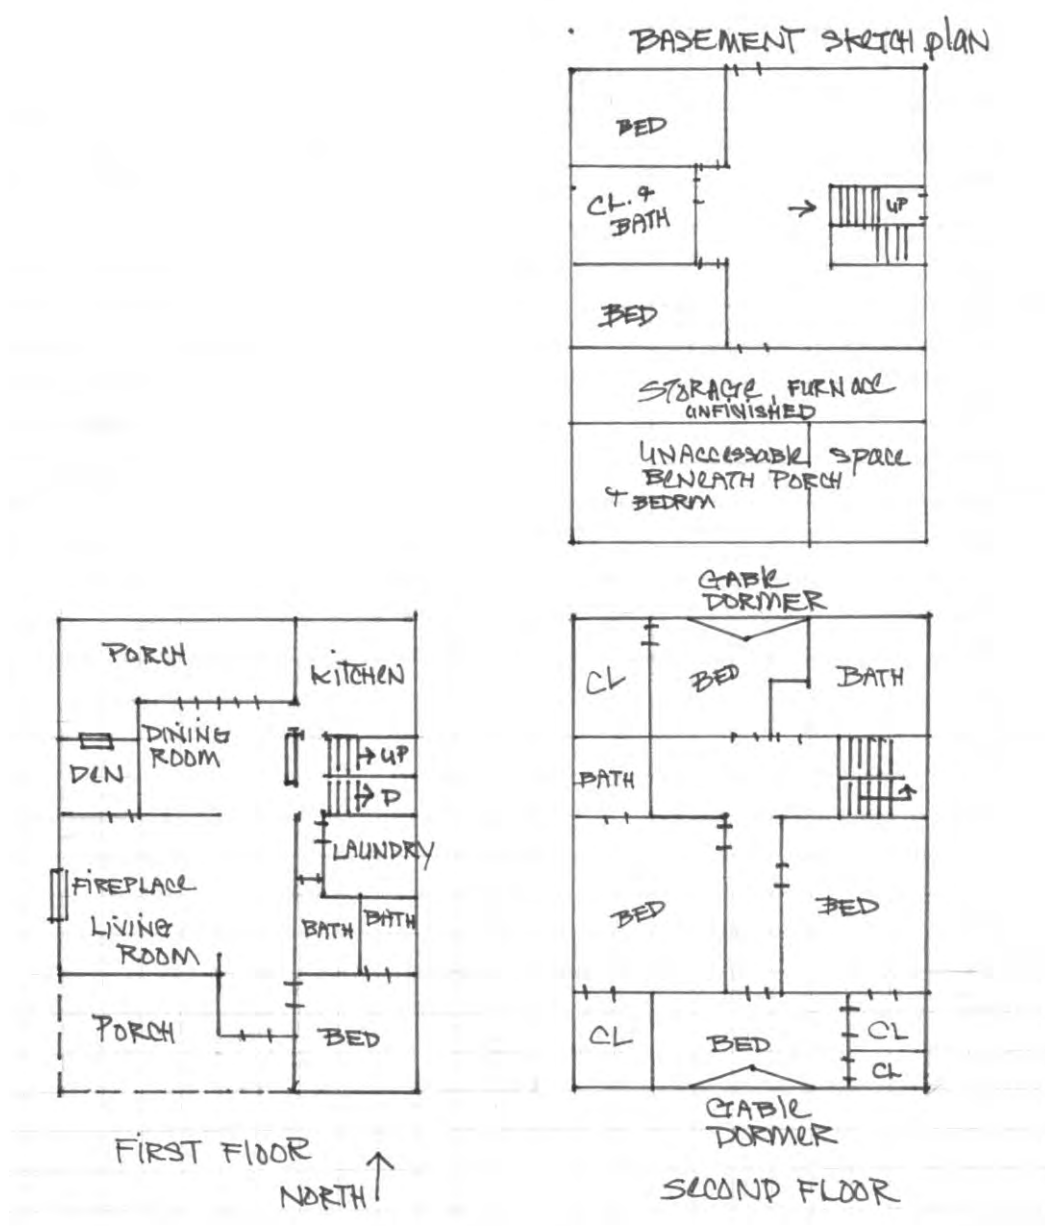 BASEMENT SKETCH PLAN
BED
CL. &
BATH
UP
BED
STORAGE, FURNACE
UNFINISHED
UNACCESSABLE SPACE
BENEATH PORCH
& BEDRM
PORCH
KITCHEN
DINING
ROOM
DEN
UP
D
LAUNDRY
FIREPLACE
LIVING
ROOM
BATH
BATH
PORCH
BED
FIRST FLOOR
NORTH
GABLE
DORMER
CL
BED
BATH
BATH
BED
BED
CL
BED
CL
CL
GABLE
DORMER
SECOND FLOOR